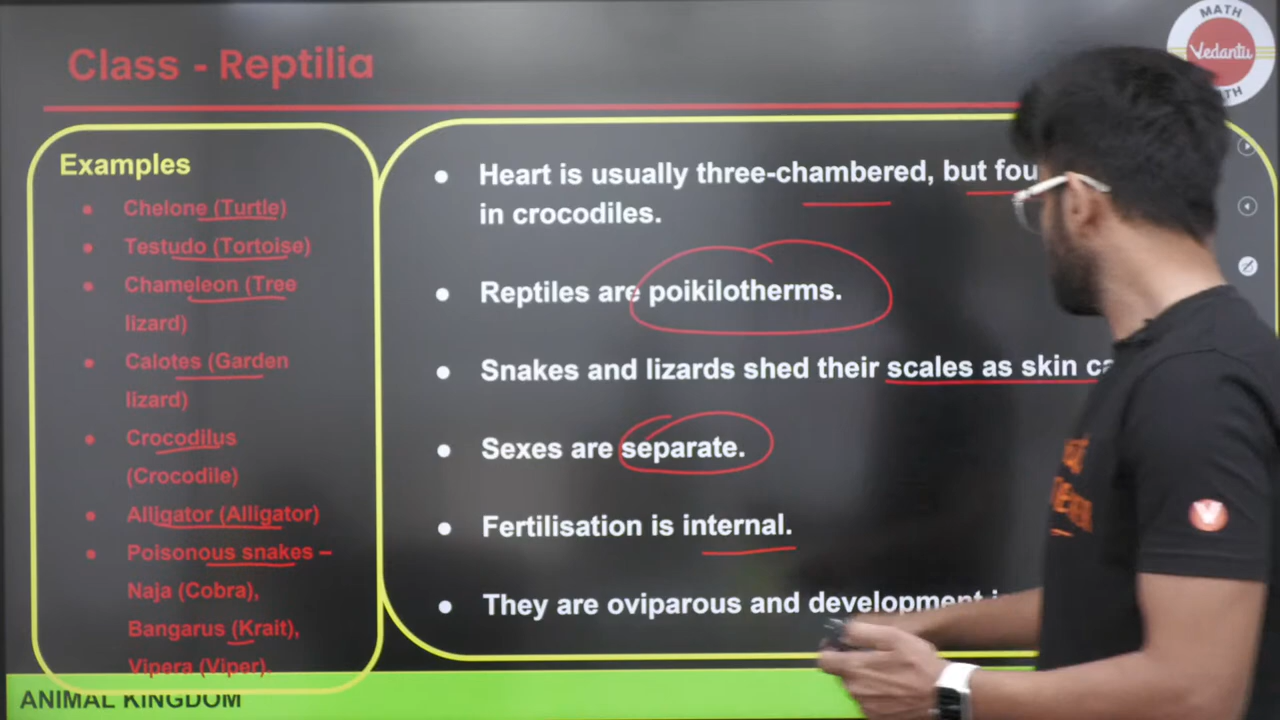 Class - Reptilia
MATH
Vedantu
Examples
Chelone (Turtle)
Testudo (Tortoise)
Chameleon (Tree
lizard)
Calotes (Garden
lizard)
Crocodilus
(Crocodile)
Alligator (Alligator)
Poisonous snakes –
Naja (Cobra),
Bangarus (Krait),
Vipera (Viper).
• Heart is usually three-chambered, but
in crocodiles.
• Reptiles are poikilotherms.
• Snakes and lizards shed their scales as skin
• Sexes are separate.
• Fertilisation is internal.
• They are oviparous and development
ANIMAL KINGDOM